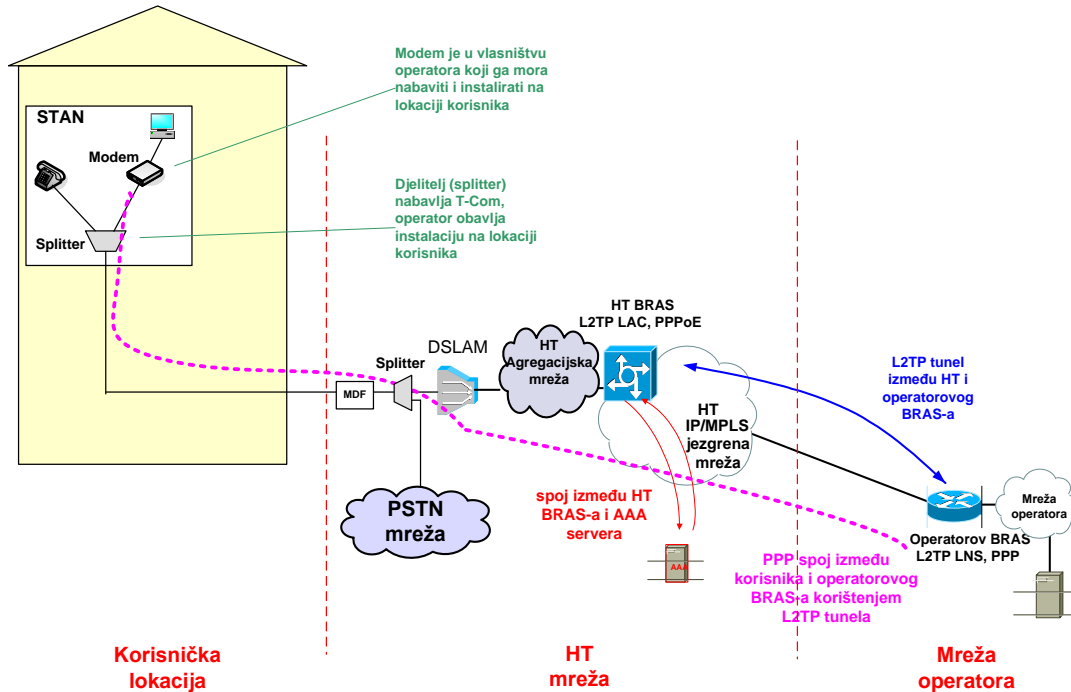 Modem je u vlasništvu
operatora koji ga mora
nabaviti i instalirati na
lokaciji korisnika
STAN
Modem
Djelitelj (splitter)
nabavlja T-Com,
operator obavlja
instalaciju na lokaciji
korisnika
Splitter
HT BRAS
L2TP LAC, PPPoE
DSLAM
Splitter
HT
Agregacijska
mreža
L2TP tunel
između HT i
operatorovog
BRAS-a
MDF
HT
IP/MPLS
jezgrena
mreža
PSTN
mreža
spoj između HT
BRAS-a i AAA
servera
AAA
Mreža
operatora
Operatorov BRAS
L2TP LNS, PPP
PPP spoj između
korisnika i operatorovog
BRAS-a korištenjem
L2TP tunela
Korisnička
lokacija
HT
mreža
Mreža
operatora